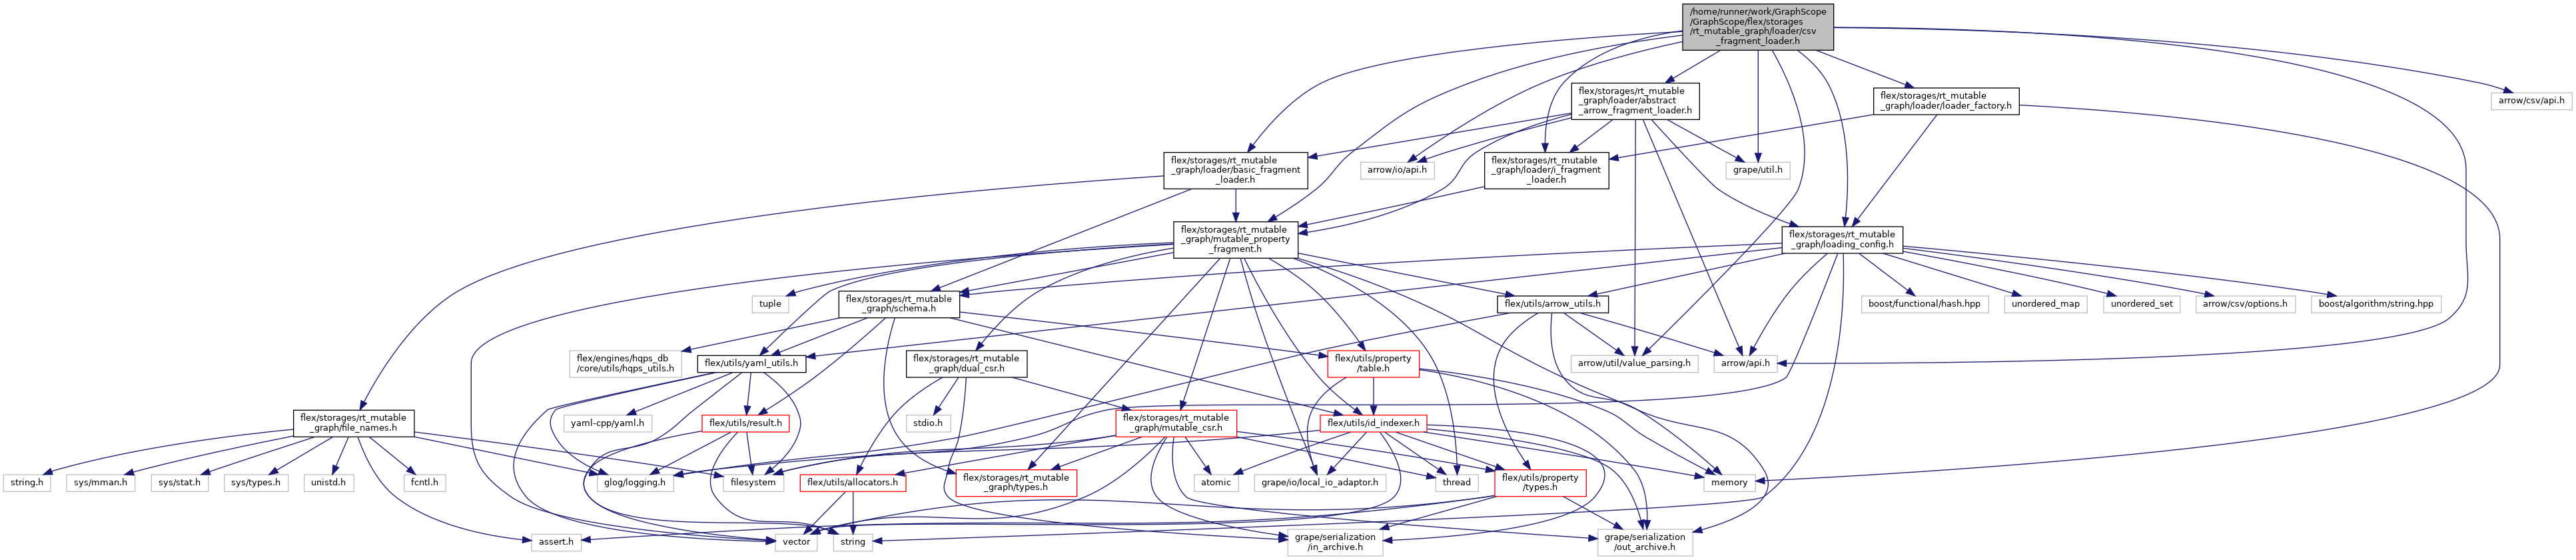 /home/runner/work/GraphScope
/GraphScope/flex/storages
/rt_mutable_graph/loader/csv
_fragment_loader.h
flex/storages/rt_mutable
_graph/loader/abstract
_arrow_fragment_loader.h
flex/storages/rt_mutable
_graph/loader/loader_factory.h
arrow/csv/api.h
flex/storages/rt_mutable
_graph/loader/basic_fragment
_loader.h
arrow/io/api.h
flex/storages/rt_mutable
_graph/loader/i_fragment
_loader.h
grape/util.h
flex/storages/rt_mutable
_graph/mutable_property
_fragment.h
flex/storages/rt_mutable
_graph/loading_config.h
tuple
flex/storages/rt_mutable
_graph/schema.h
flex/utils/arrow_utils.h
boost/functional/hash.hpp
unordered_map
unordered_set
arrow/csv/options.h
boost/algorithm/string.hpp
flex/engines/hqps_db
/core/utils/hqps_utils.h
flex/utils/yaml_utils.h
flex/storages/rt_mutable
_graph/dual_csr.h
flex/utils/property
/table.h
arrow/util/value_parsing.h
arrow/api.h
flex/storages/rt_mutable
_graph/file_names.h
yaml-cpp/yaml.h
flex/utils/result.h
stdio.h
flex/storages/rt_mutable
_graph/mutable_csr.h
flex/utils/id_indexer.h
string.h
sys/mman.h
sys/stat.h
sys/types.h
unistd.h
fcntl.h
glog/logging.h
filesystem
flex/utils/allocators.h
flex/storages/rt_mutable
_graph/types.h
atomic
grape/io/local_io_adaptor.h
thread
flex/utils/property
/types.h
memory
assert.h
vector
string
grape/serialization
/in_archive.h
grape/serialization
/out_archive.h